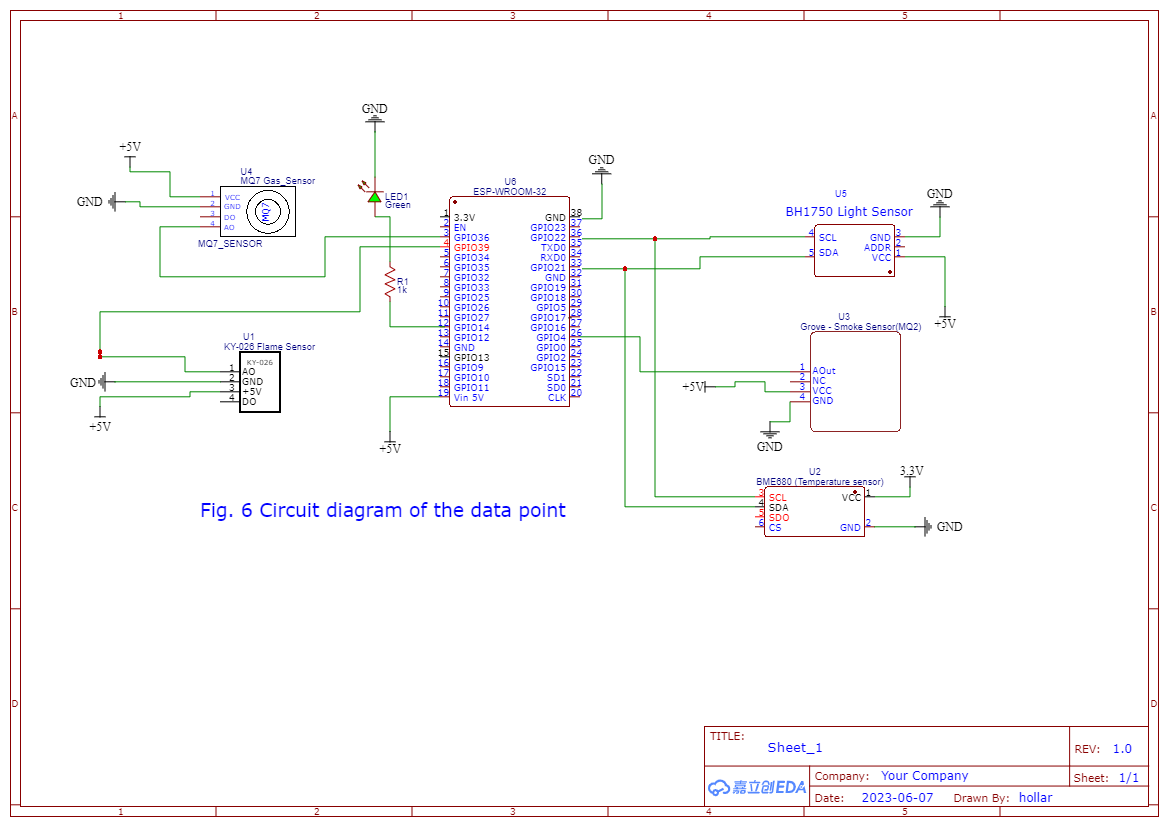 1 2 3 4 5
A A
B B
C C
D D
1 2 3 4 5
+5V
GND
U4
MQ7 Gas_Sensor
1 VCC
2 GND
3 DO
4 AO
MQ7
MQ7_SENSOR
GND
LED1
Green
R1
1k
U1
KY-026 Flame Sensor
KY-026
1 AO
2 GND
3 +5V
4 DO
GND
+5V
U6
ESP-WROOM-32
1 3.3V GND 38
2 EN GPIO23 37
3 GPIO36 GPIO22 36
4 GPIO39 TXD0 35
5 GPIO34 RXD0 34
6 GPIO35 GPIO21 33
7 GPIO32 GND 32
8 GPIO33 GPIO19 31
9 GPIO25 GPIO18 30
10 GPIO26 GPIO5 29
11 GPIO27 GPIO17 28
12 GPIO14 GPIO16 27
13 GPIO12 GPIO4 26
14 GND GPIO0 25
15 GPIO13 GPIO2 24
16 GPIO9 GPIO15 23
17 GPIO10 SD1 22
18 GPIO11 SD0 21
19 Vin 5V CLK 20
+5V
GND
U5
BH1750 Light Sensor
4 SCL GND 3
5 SDA ADDR 2
VCC 1
GND
+5V
U3
Grove - Smoke Sensor(MQ2)
1 AOut
2 NC
3 VCC
4 GND
+5V
GND
U2
BME680 (Temperature sensor)
3 SCL VCC 1
4 SDA
5 SDO
6 CS GND 2
3.3V
GND
Fig. 6 Circuit diagram of the data point
TITLE:
Sheet_1
REV: 1.0
嘉立创EDA
Company: Your Company
Sheet: 1/1
Date: 2023-06-07 Drawn By: hollar